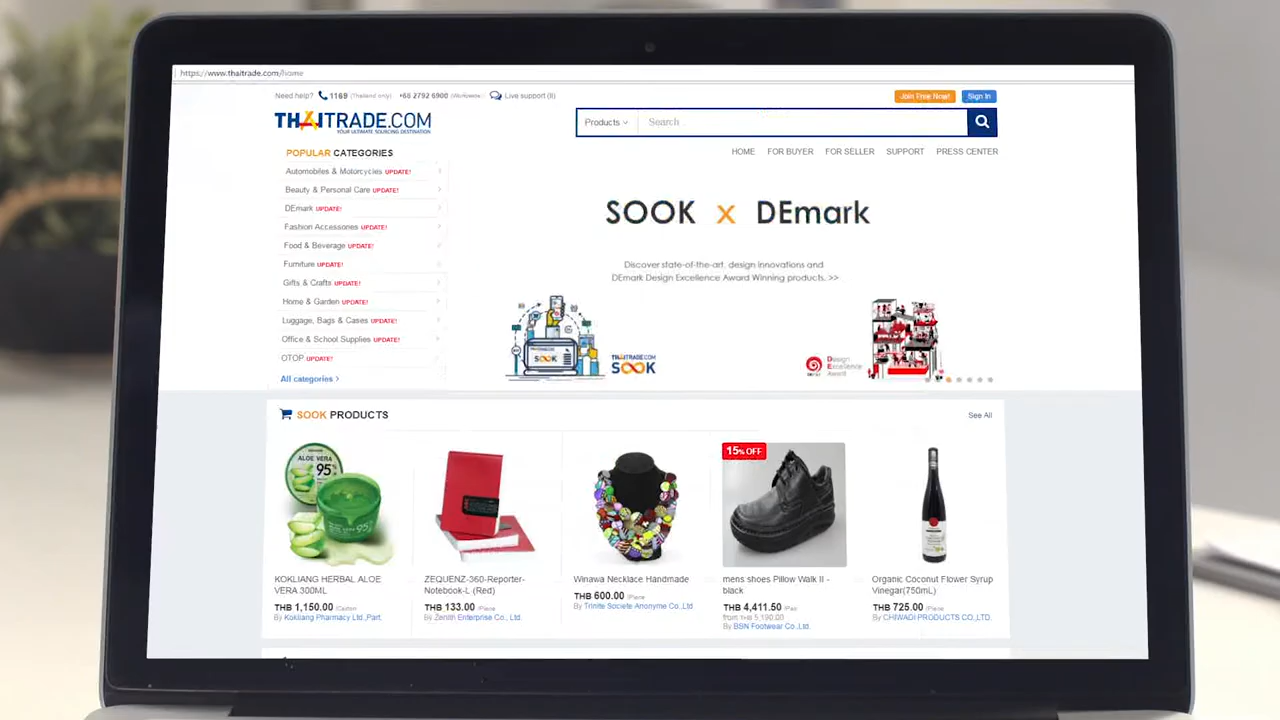 https://www.thaitrade.com/home
Need help? 1169 (Thailand only) +66 2792 6900 (Worldwide) Live support (8)
Join Free Now! Sign In
THAITRADE.COM
YOUR ULTIMATE SOURCING DESTINATION
Products Search
HOME FOR BUYER FOR SELLER SUPPORT PRESS CENTER
POPULAR CATEGORIES
Automobiles & Motorcycles UPDATE!
Beauty & Personal Care UPDATE!
DEmark UPDATE!
Fashion Accessories UPDATE!
Food & Beverage UPDATE!
Furniture UPDATE!
Gifts & Crafts UPDATE!
Home & Garden UPDATE!
Luggage, Bags & Cases UPDATE!
Office & School Supplies UPDATE!
OTOP UPDATE!
All categories >
SOOK x DEmark
Discover state-of-the-art, design innovations and
DEmark Design Excellence Award Winning products. >>
SOOK
THAITRADE.COM
SOOK
Design
Excellence
Award
SOOK PRODUCTS
See All
ALOE VERA
95%
15% OFF
KOKLIANG HERBAL ALOE
VERA 300ML
THB 1,150.00 /Carton
By Kokliang Pharmacy Ltd.,Part.
ZEQUENZ-360-Reporter-
Notebook-L (Red)
THB 133.00 /Piece
By Zenith Enterprise Co., Ltd.
Winawa Necklace Handmade
THB 600.00 /Piece
By Trinite Societe Anonyme Co.,Ltd
mens shoes Pillow Walk II -
black
THB 4,411.50 /Pair
from THB 5,190.00
By BSN Footwear Co.,Ltd.
Organic Coconut Flower Syrup
Vinegar(750mL)
THB 725.00 /Piece
By CHIWADI PRODUCTS CO.,LTD.